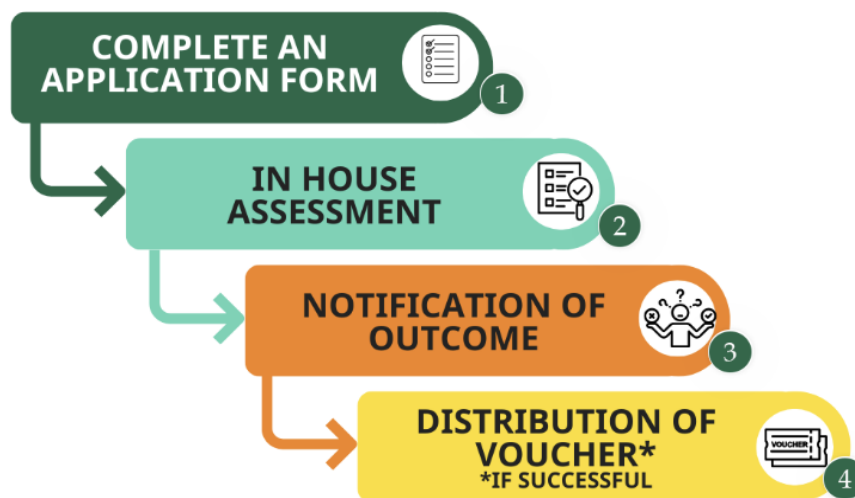 COMPLETE AN
APPLICATION FORM
1
IN HOUSE
ASSESSMENT
2
NOTIFICATION OF
OUTCOME
? ? ?
3
DISTRIBUTION OF
VOUCHER*
*IF SUCCESSFUL
VOUCHER
4